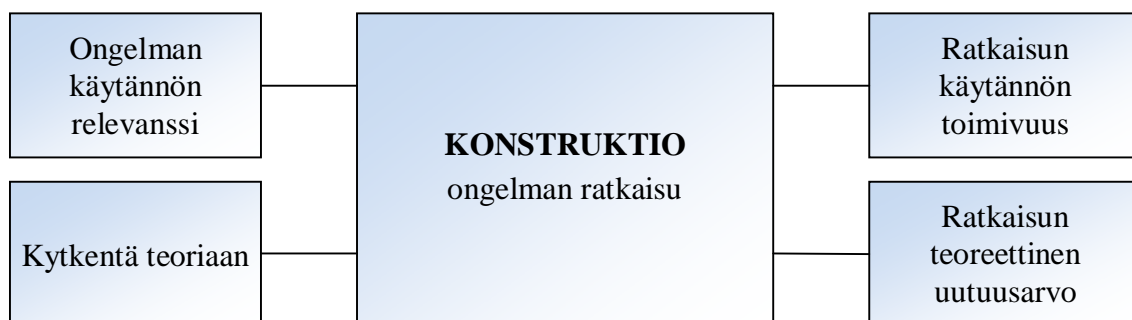 Ongelman
käytännön
relevanssi
Kytkentä teoriaan
KONSTRUKTIO
ongelman ratkaisu
Ratkaisun
käytännön
toimivuus
Ratkaisun
teoreettinen
uutuusarvo